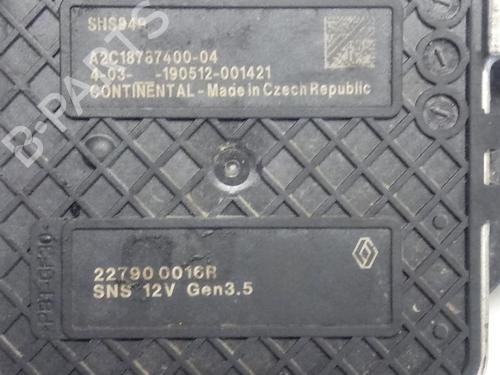 SHS949
A2C18787400-04
4-03- -190512-001421
CONTINENTAL - Made in Czech Republic
22790 0016R
SNS 12V Gen3.5
B-PARTS